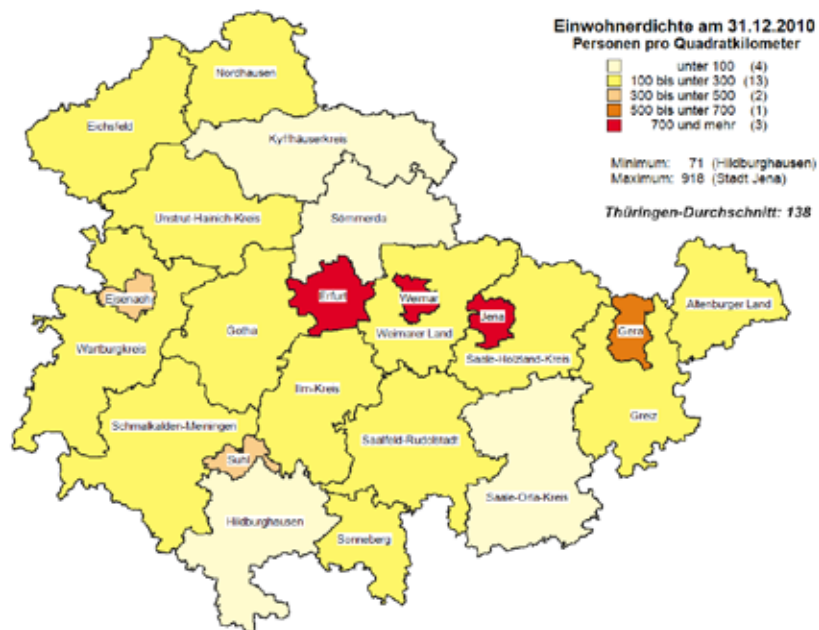 Einwohnerdichte am 31.12.2010
Personen pro Quadratkilometer
unter 100 (4)
100 bis unter 300 (13)
300 bis unter 500 (2)
500 bis unter 700 (1)
700 und mehr (3)
Minimum: 71 (Hildburghausen)
Maximum: 918 (Stadt Jena)
Thüringen-Durchschnitt: 138
Nordhausen
Eichsfeld
Kyffhäuserkreis
Unstrut-Hainich-Kreis
Sömmerda
Eisenach
Erfurt
Weimar
Jena
Gera
Altenburger Land
Gotha
Weimarer Land
Wartburgkreis
Saale-Holzland-Kreis
Ilm-Kreis
Greiz
Schmalkalden-Meiningen
Saalfeld-Rudolstadt
Suhl
Saale-Orla-Kreis
Hildburghausen
Sonneberg